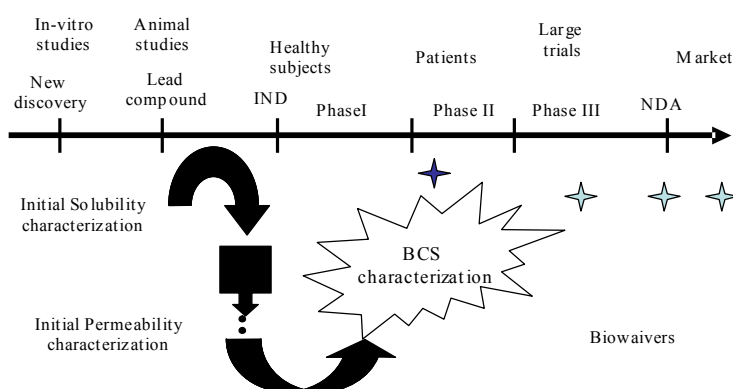 In-vitro
studies
Animal
studies
Healthy
subjects
Patients
Large
trials
Market
New
discovery
Lead
compound
IND
PhaseI
Phase II
Phase III
NDA
Initial Solubility
characterization
BCS
characterization
Initial Permeability
characterization
Biowaivers